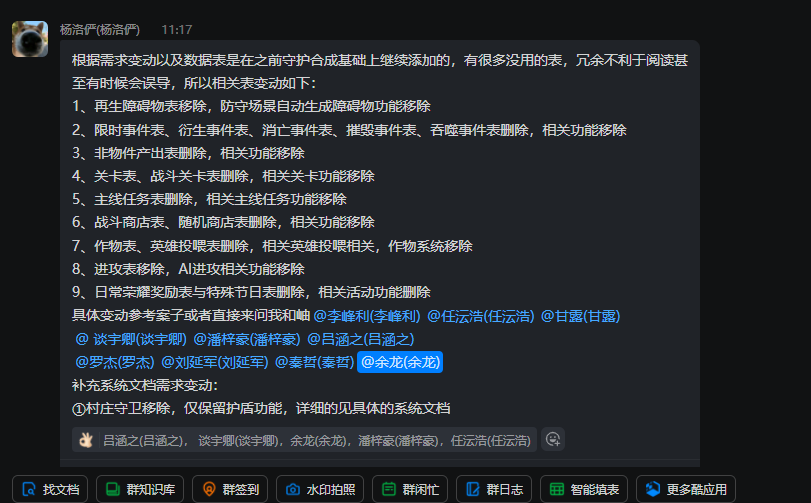 杨洛俨(杨洛俨) 11:17
根据需求变动以及数据表是在之前守护合成基础上继续添加的，有很多没用的表，冗余不利于阅读甚
至有时候会误导，所以相关表变动如下：
1、再生障碍物表移除，防守场景自动生成障碍物功能移除
2、限时事件表、衍生事件表、消亡事件表、摧毁事件表、吞噬事件表删除，相关功能移除
3、非物件产出表删除，相关功能移除
4、关卡表、战斗关卡表删除，相关关卡功能移除
5、主线任务表删除，相关主线任务功能移除
6、战斗商店表、随机商店表删除，相关功能移除
7、作物表、英雄投喂表删除，相关英雄投喂相关，作物系统移除
8、进攻表移除，AI进攻相关功能移除
9、日常荣耀奖励表与特殊节日表删除，相关活动功能删除
具体变动参考案子或者直接来问我和岫 @李峰利(李峰利) @任沄浩(任沄浩) @甘露(甘露)
@ 谈宇卿(谈宇卿) @潘梓豪(潘梓豪) @吕涵之(吕涵之)
@罗杰(罗杰) @刘延军(刘延军) @秦哲(秦哲) @余龙(余龙)
补充系统文档需求变动：
①村庄守卫移除，仅保留护盾功能，详细的见具体的系统文档
吕涵之(吕涵之)， 谈宇卿(谈宇卿)，余龙(余龙)，潘梓豪(潘梓豪)，任沄浩(任沄浩)
找文档 群知识库 群签到 水印拍照 群闲忙 群日志 智能填表 更多酷应用